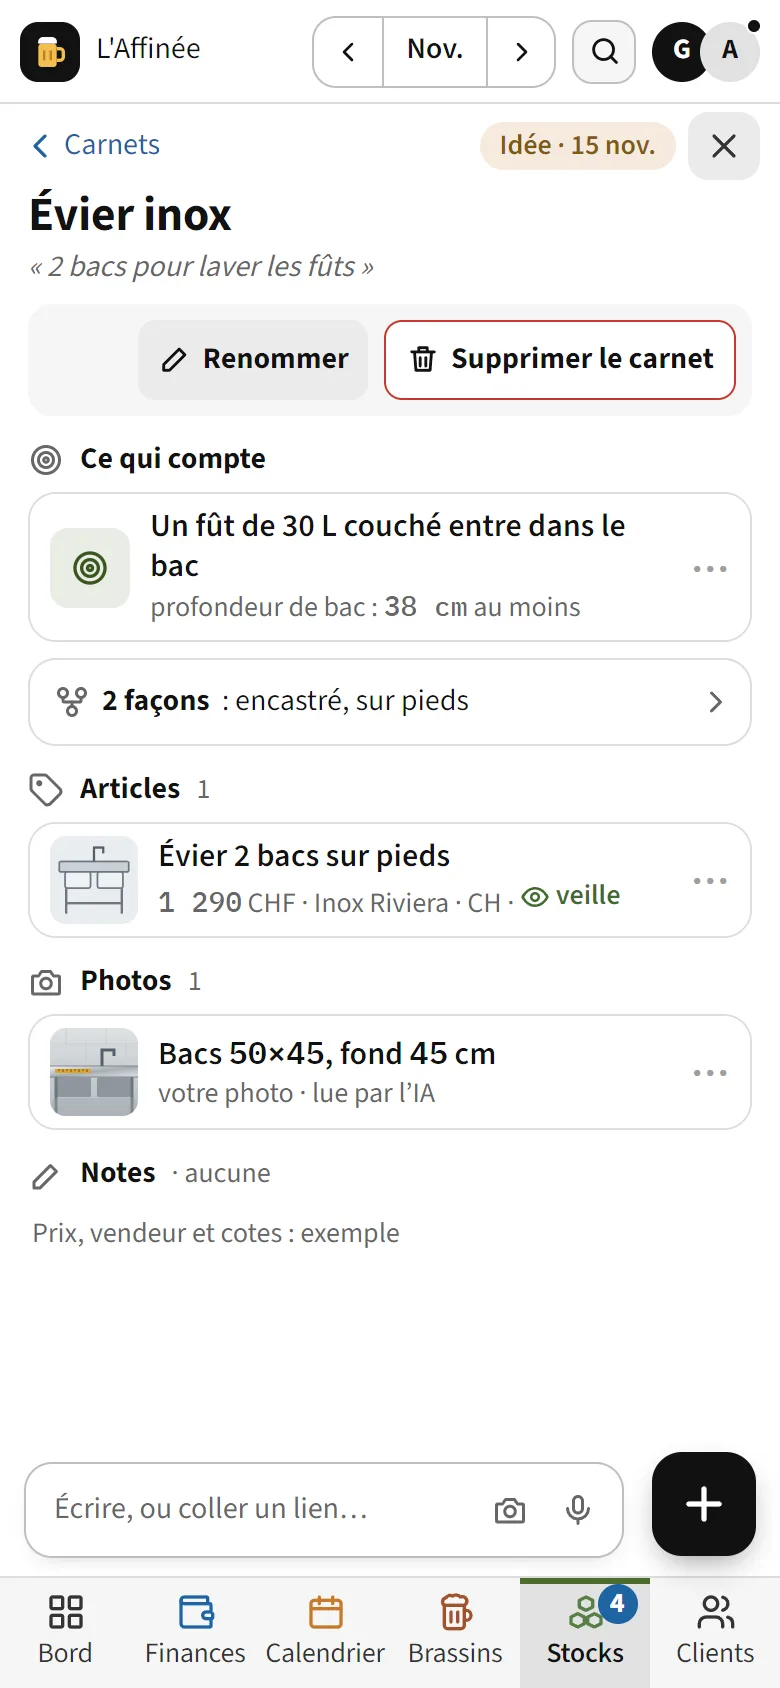 L'Affinée
Nov.
G
A
Carnets
Idée · 15 nov.
Évier inox
« 2 bacs pour laver les fûts »
Renommer
Supprimer le carnet
Ce qui compte
Un fût de 30 L couché entre dans le
bac
profondeur de bac : 38 cm au moins
2 façons : encastré, sur pieds
Articles 1
Évier 2 bacs sur pieds
1 290 CHF · Inox Riviera · CH · veille
Photos 1
Bacs 50×45, fond 45 cm
votre photo · lue par l’IA
Notes · aucune
Prix, vendeur et cotes : exemple
Écrire, ou coller un lien…
4
Bord
Finances
Calendrier
Brassins
Stocks
Clients